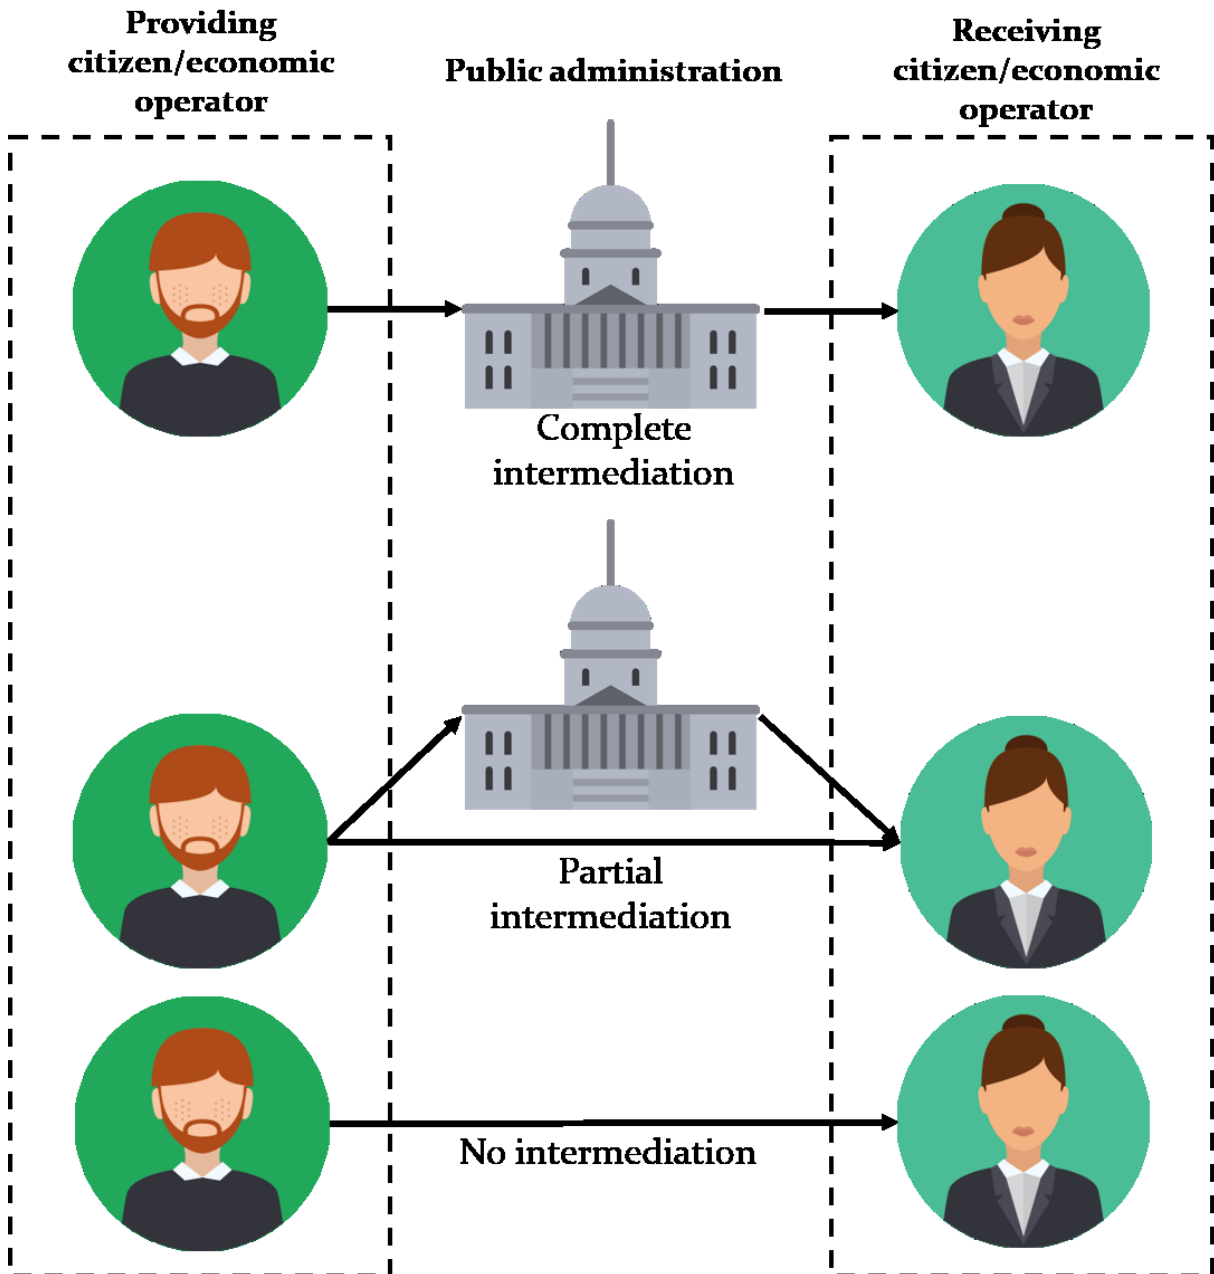 Providing
citizen/economic
operator
Public administration
Receiving
citizen/economic
operator
Complete
intermediation
Partial
intermediation
No intermediation